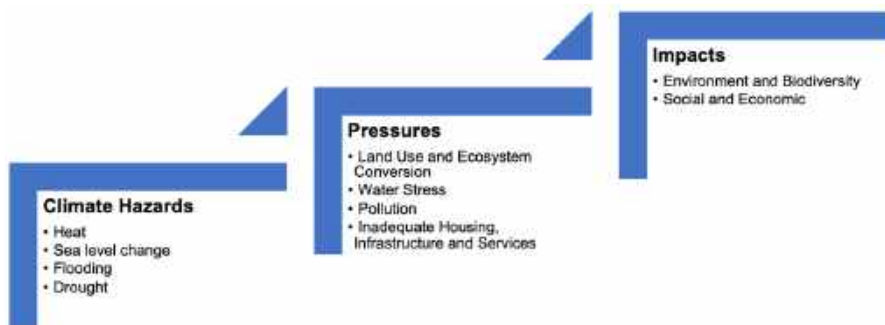 Climate Hazards
• Heat
• Sea level change
• Flooding
• Drought
Pressures
• Land Use and Ecosystem
Conversion
• Water Stress
• Pollution
• Inadequate Housing,
Infrastructure and Services
Impacts
• Environment and Biodiversity
• Social and Economic